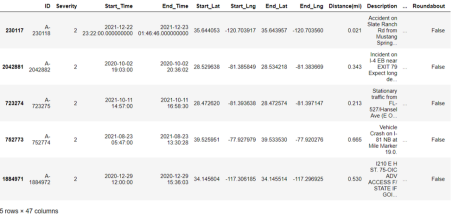 ID Severity Start_Time End_Time Start_Lat Start_Lng End_Lat End_Lng Distance(mi) Description ... Roundabout
230117 A-230118 2 2021-12-22 23:22:00.000000000 2021-12-23 01:46:46.000000000 35.644053 -120.703917 35.643957 -120.703560 0.021 Accident on State Ranch Rd from Mustang Spring... ... False
2042881 A-2042882 2 2020-10-02 19:03:00 2020-10-02 20:36:02 28.529638 -81.385849 28.534218 -81.383669 0.343 Incident on I-4 EB near EXIT 79 Expect long de... ... False
723274 A-723275 2 2021-10-11 14:57:00 2021-10-11 16:58:30 28.472620 -81.393638 28.472574 -81.397147 0.213 Stationary traffic from FL-527/Hansel Ave (E O... ... False
752773 A-752774 2 2021-08-23 05:47:00 2021-08-23 13:30:28 39.525951 -77.927979 39.533530 -77.920276 0.665 Vehicle Crash on I-81 NB at Mile Marker 19.0. ... False
1884971 A-1884972 2 2020-12-29 12:00:00 2020-12-29 15:36:03 34.145604 -117.306185 34.145514 -117.296925 0.530 I210 E H ST. 75-OIC ADV ACCESS F/ STATE IF GOI... ... False
5 rows × 47 columns